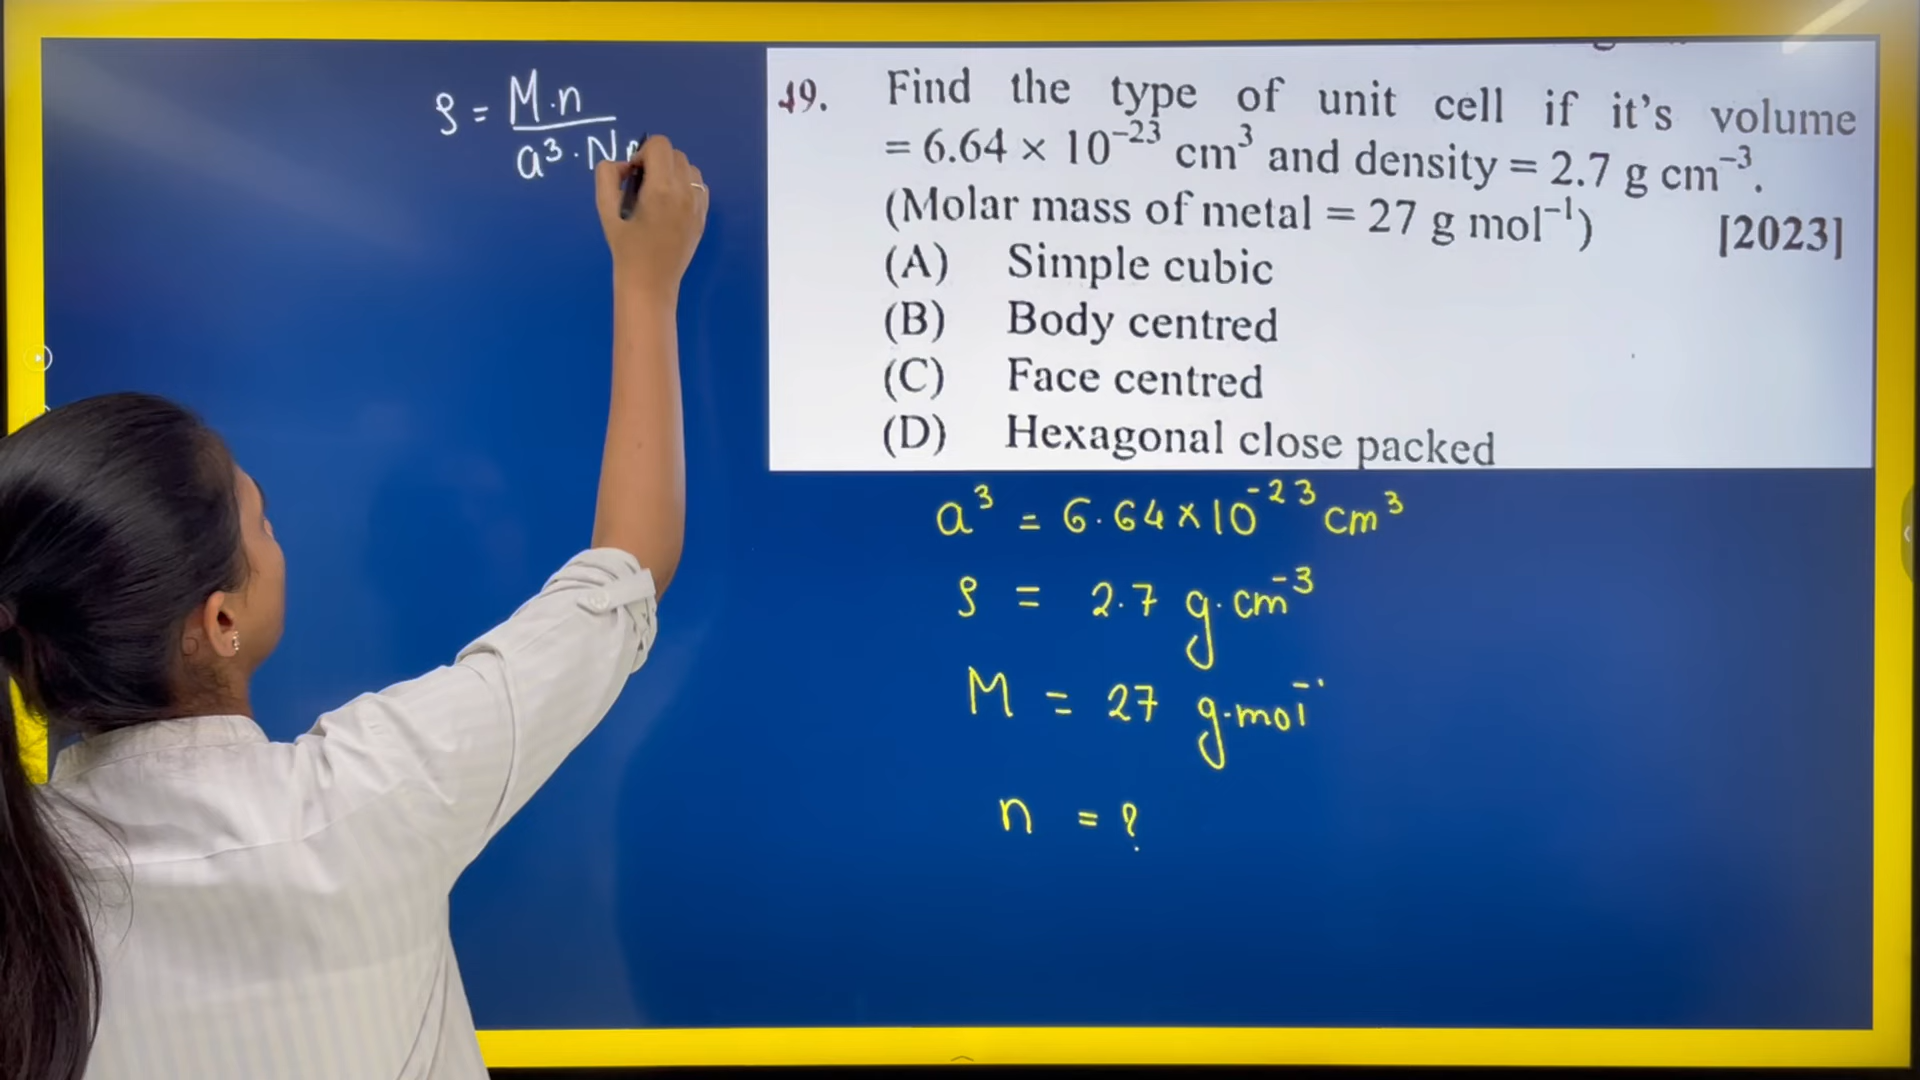 ρ = M·n
a³·N
49. Find the type of unit cell if it's volume
= 6.64 × 10⁻²³ cm³ and density = 2.7 g cm⁻³.
(Molar mass of metal = 27 g mol⁻¹) [2023]
(A) Simple cubic
(B) Body centred
(C) Face centred
(D) Hexagonal close packed
a³ = 6.64×10⁻²³ cm³
ρ = 2.7 g·cm⁻³
M = 27 g·mol⁻¹
n = ?